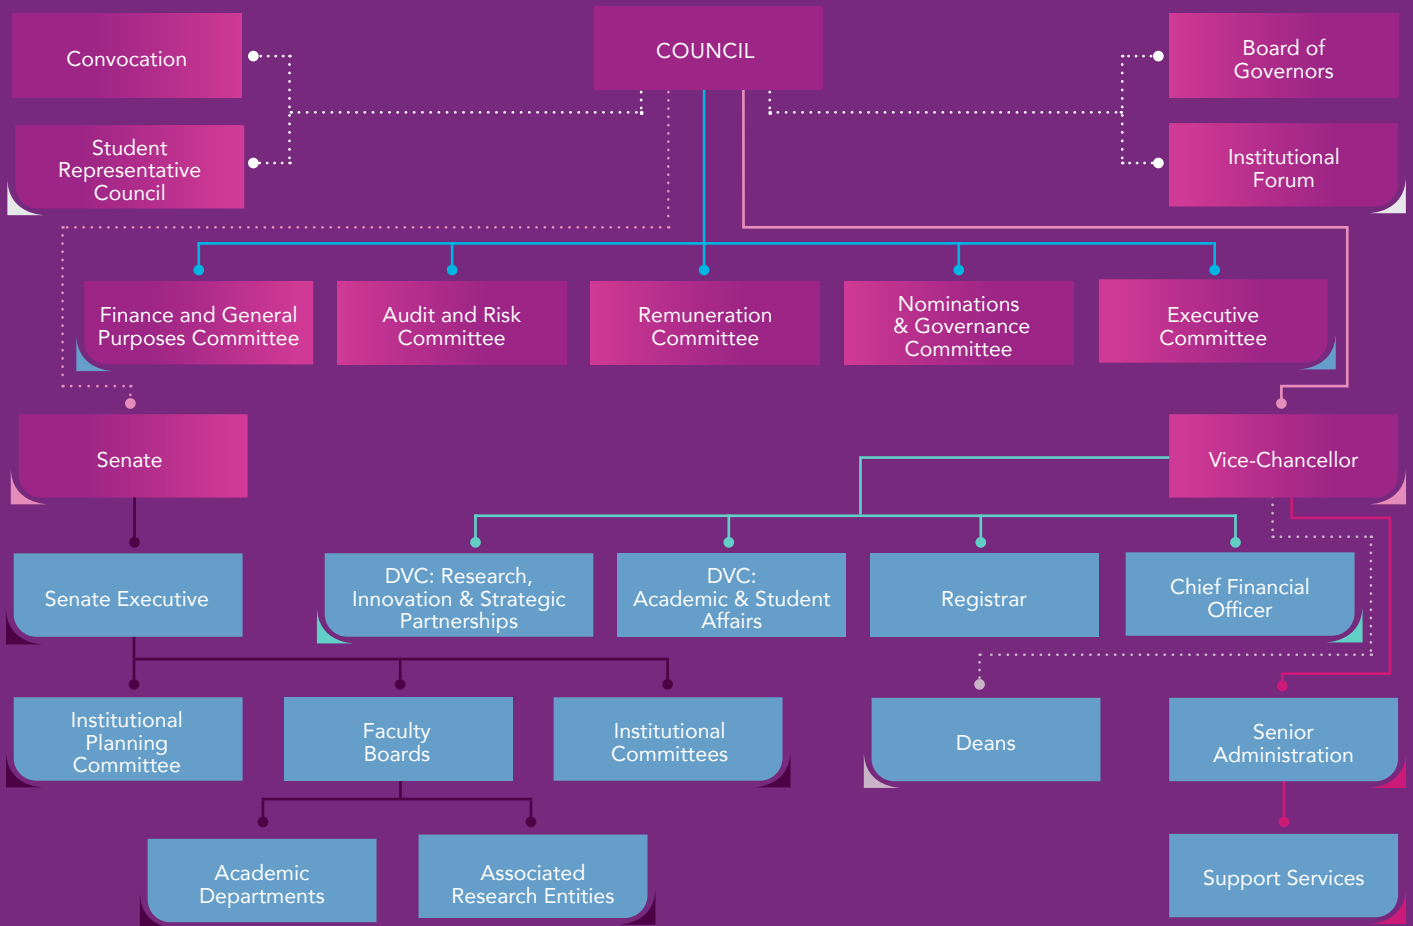 Convocation
COUNCIL
Board of
Governors
Student
Representative
Council
Institutional
Forum
Finance and General
Purposes Committee
Audit and Risk
Committee
Remuneration
Committee
Nominations
& Governance
Committee
Executive
Committee
Senate
Vice-Chancellor
Senate Executive
DVC: Research,
Innovation & Strategic
Partnerships
DVC:
Academic & Student
Affairs
Registrar
Chief Financial
Officer
Institutional
Planning
Committee
Faculty
Boards
Institutional
Committees
Deans
Senior
Administration
Academic
Departments
Associated
Research Entities
Support Services